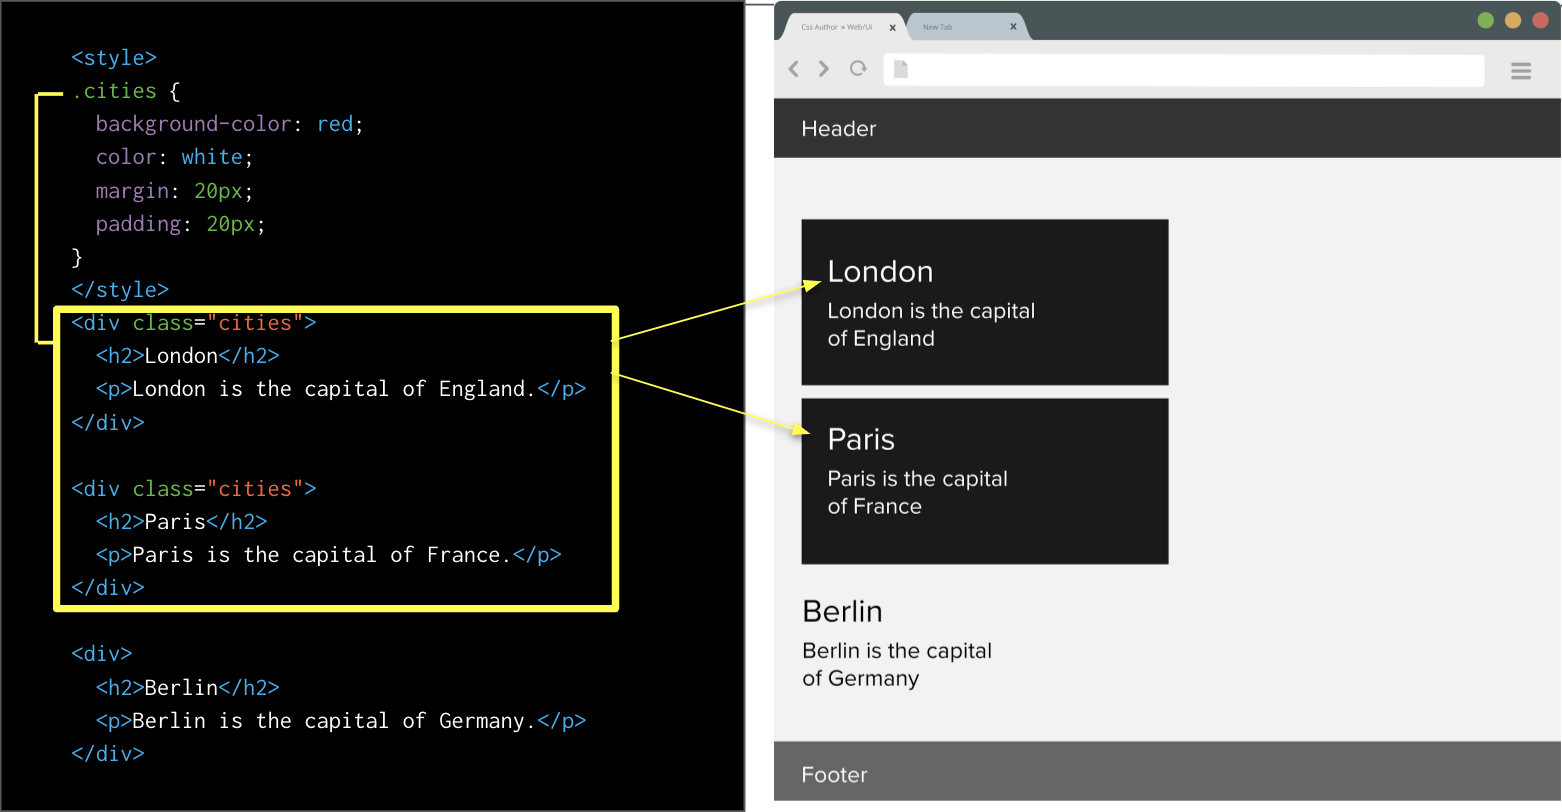 <style>
.cities {
  background-color: red;
  color: white;
  margin: 20px;
  padding: 20px;
}
</style>
<div class="cities">
  <h2>London</h2>
  <p>London is the capital of England.</p>
</div>
<div class="cities">
  <h2>Paris</h2>
  <p>Paris is the capital of France.</p>
</div>
<div>
  <h2>Berlin</h2>
  <p>Berlin is the capital of Germany.</p>
</div>
Css Author » Web/Ui
New Tab
Header
London
London is the capital
of England
Paris
Paris is the capital
of France
Berlin
Berlin is the capital
of Germany
Footer